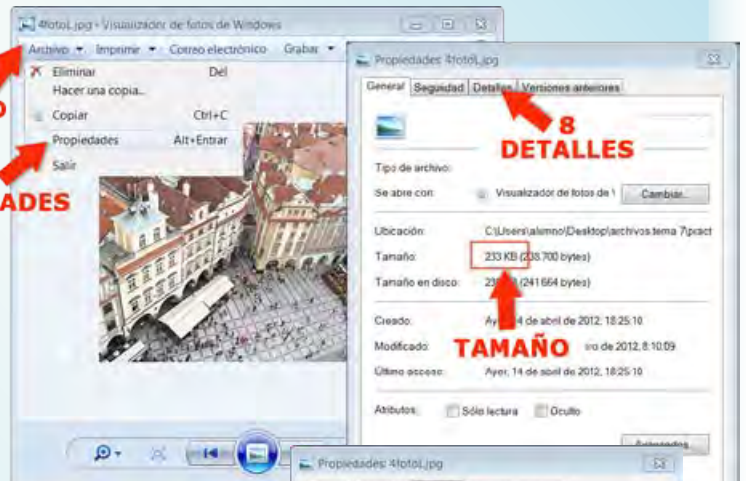 4fotoL.jpg - Visualizador de fotos de Windows
Archivo Imprimir Correo electrónico Grabar
Eliminar Del
Hacer una copia...
Copiar Ctrl+C
Propiedades Alt+Entrar
Salir
ADES
Propiedades: 4fotoL.jpg
General Seguridad Detalles Versiones anteriores
8
DETALLES
Tipo de archivo:
Se abre con: Visualizador de fotos de Cambiar...
Ubicación: C:\Users\alumno\Desktop\archivos tema 7\pract
Tamaño: 233 KB (238.700 bytes)
Tamaño en disco: (241.664 bytes)
Creado: Ayer, 14 de abril de 2012, 18:25:10
Modificado: de 2012, 8:10:09
TAMAÑO
Último acceso: Ayer, 14 de abril de 2012, 18:25:10
Atributos: Sólo lectura Oculto
Propiedades: 4fotoL.jpg